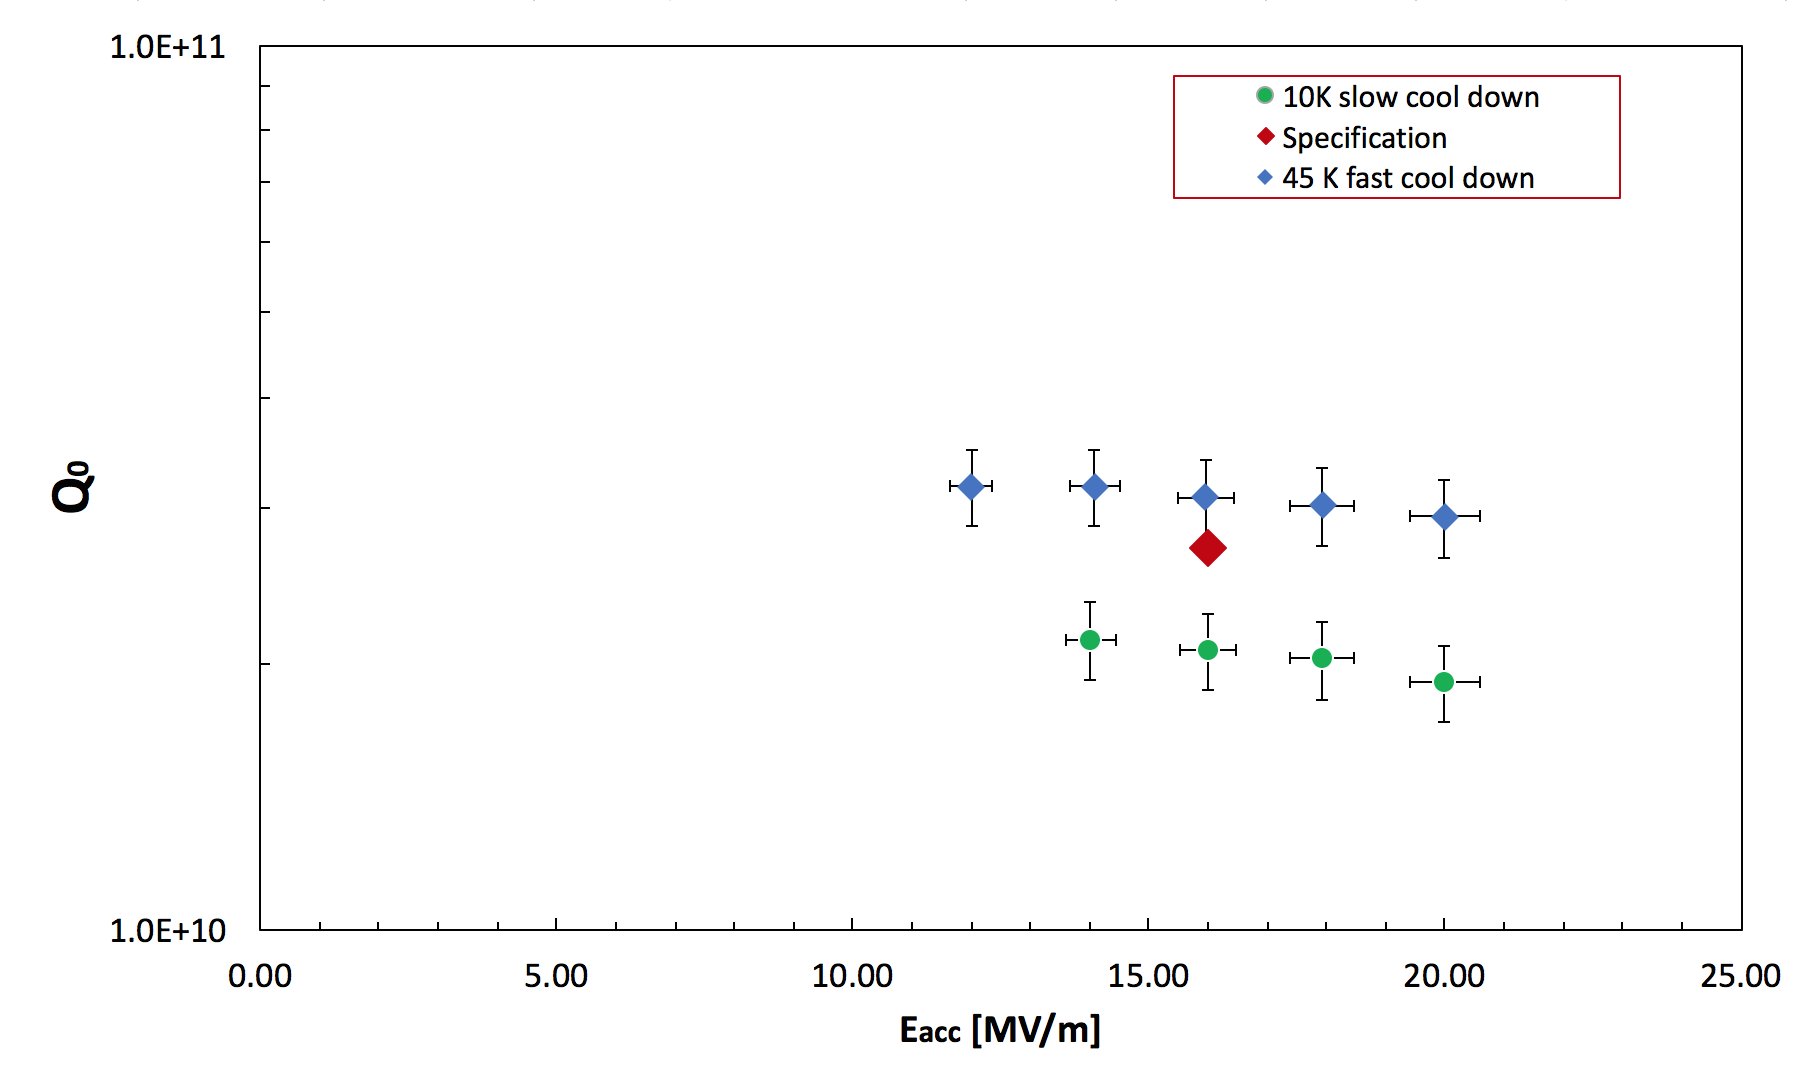 1.0E+11
10K slow cool down
Specification
45 K fast cool down
Q0
1.0E+10
0.00 5.00 10.00 15.00 20.00 25.00
Eacc [MV/m]